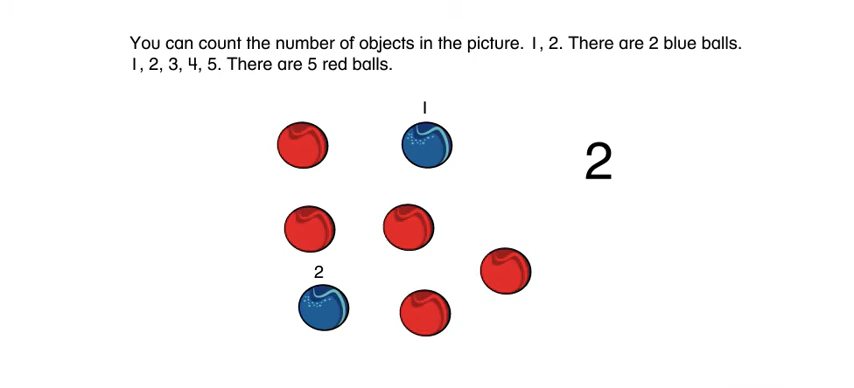 You can count the number of objects in the picture. 1, 2. There are 2 blue balls.
1, 2, 3, 4, 5. There are 5 red balls.
1
2
2